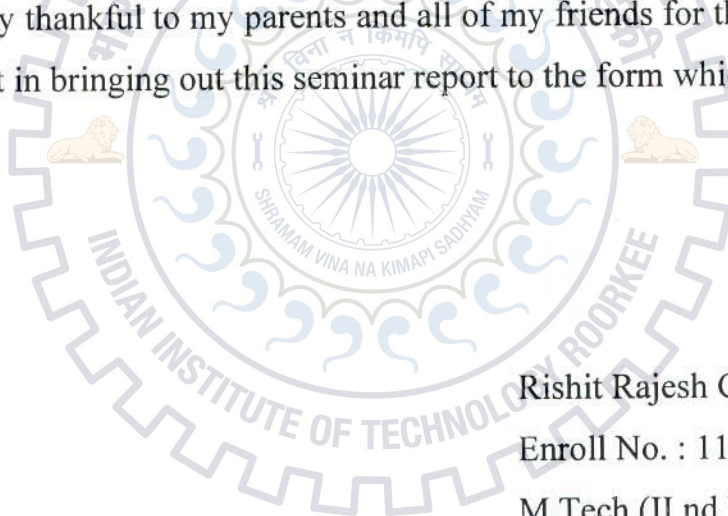 y thankful to my parents and all of my friends for th
t in bringing out this seminar report to the form whi
विना न किमपि
SHRAMAM VINA NA KIMAPI SADHYAM
INDIAN INSTITUTE OF TECHNOLOGY ROORKEE
Rishit Rajesh
Enroll No. : 11
M.Tech (II nd